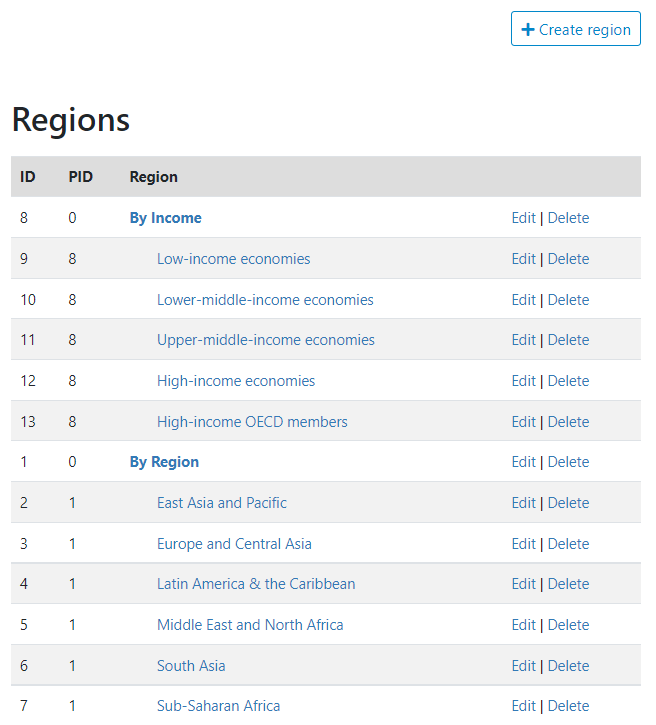 Create region
Regions
ID PID Region
8 0 By Income Edit | Delete
9 8 Low-income economies Edit | Delete
10 8 Lower-middle-income economies Edit | Delete
11 8 Upper-middle-income economies Edit | Delete
12 8 High-income economies Edit | Delete
13 8 High-income OECD members Edit | Delete
1 0 By Region Edit | Delete
2 1 East Asia and Pacific Edit | Delete
3 1 Europe and Central Asia Edit | Delete
4 1 Latin America & the Caribbean Edit | Delete
5 1 Middle East and North Africa Edit | Delete
6 1 South Asia Edit | Delete
7 1 Sub-Saharan Africa Edit | Delete